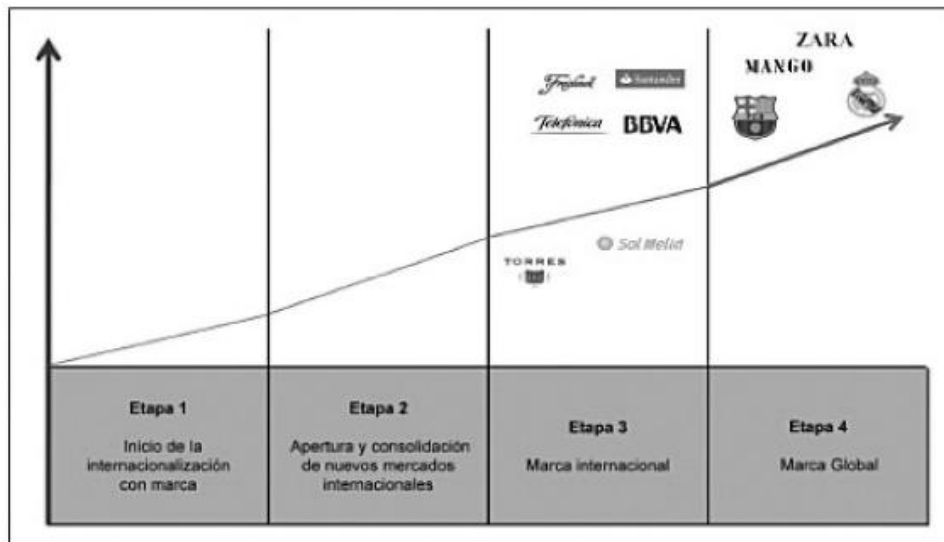 ZARA
MANGO
Freixenet
Santander
Telefónica
BBVA
Sol Meliá
TORRES
Etapa 1
Inicio de la
internacionalización
con marca
Etapa 2
Apertura y consolidación
de nuevos mercados
internacionales
Etapa 3
Marca internacional
Etapa 4
Marca Global